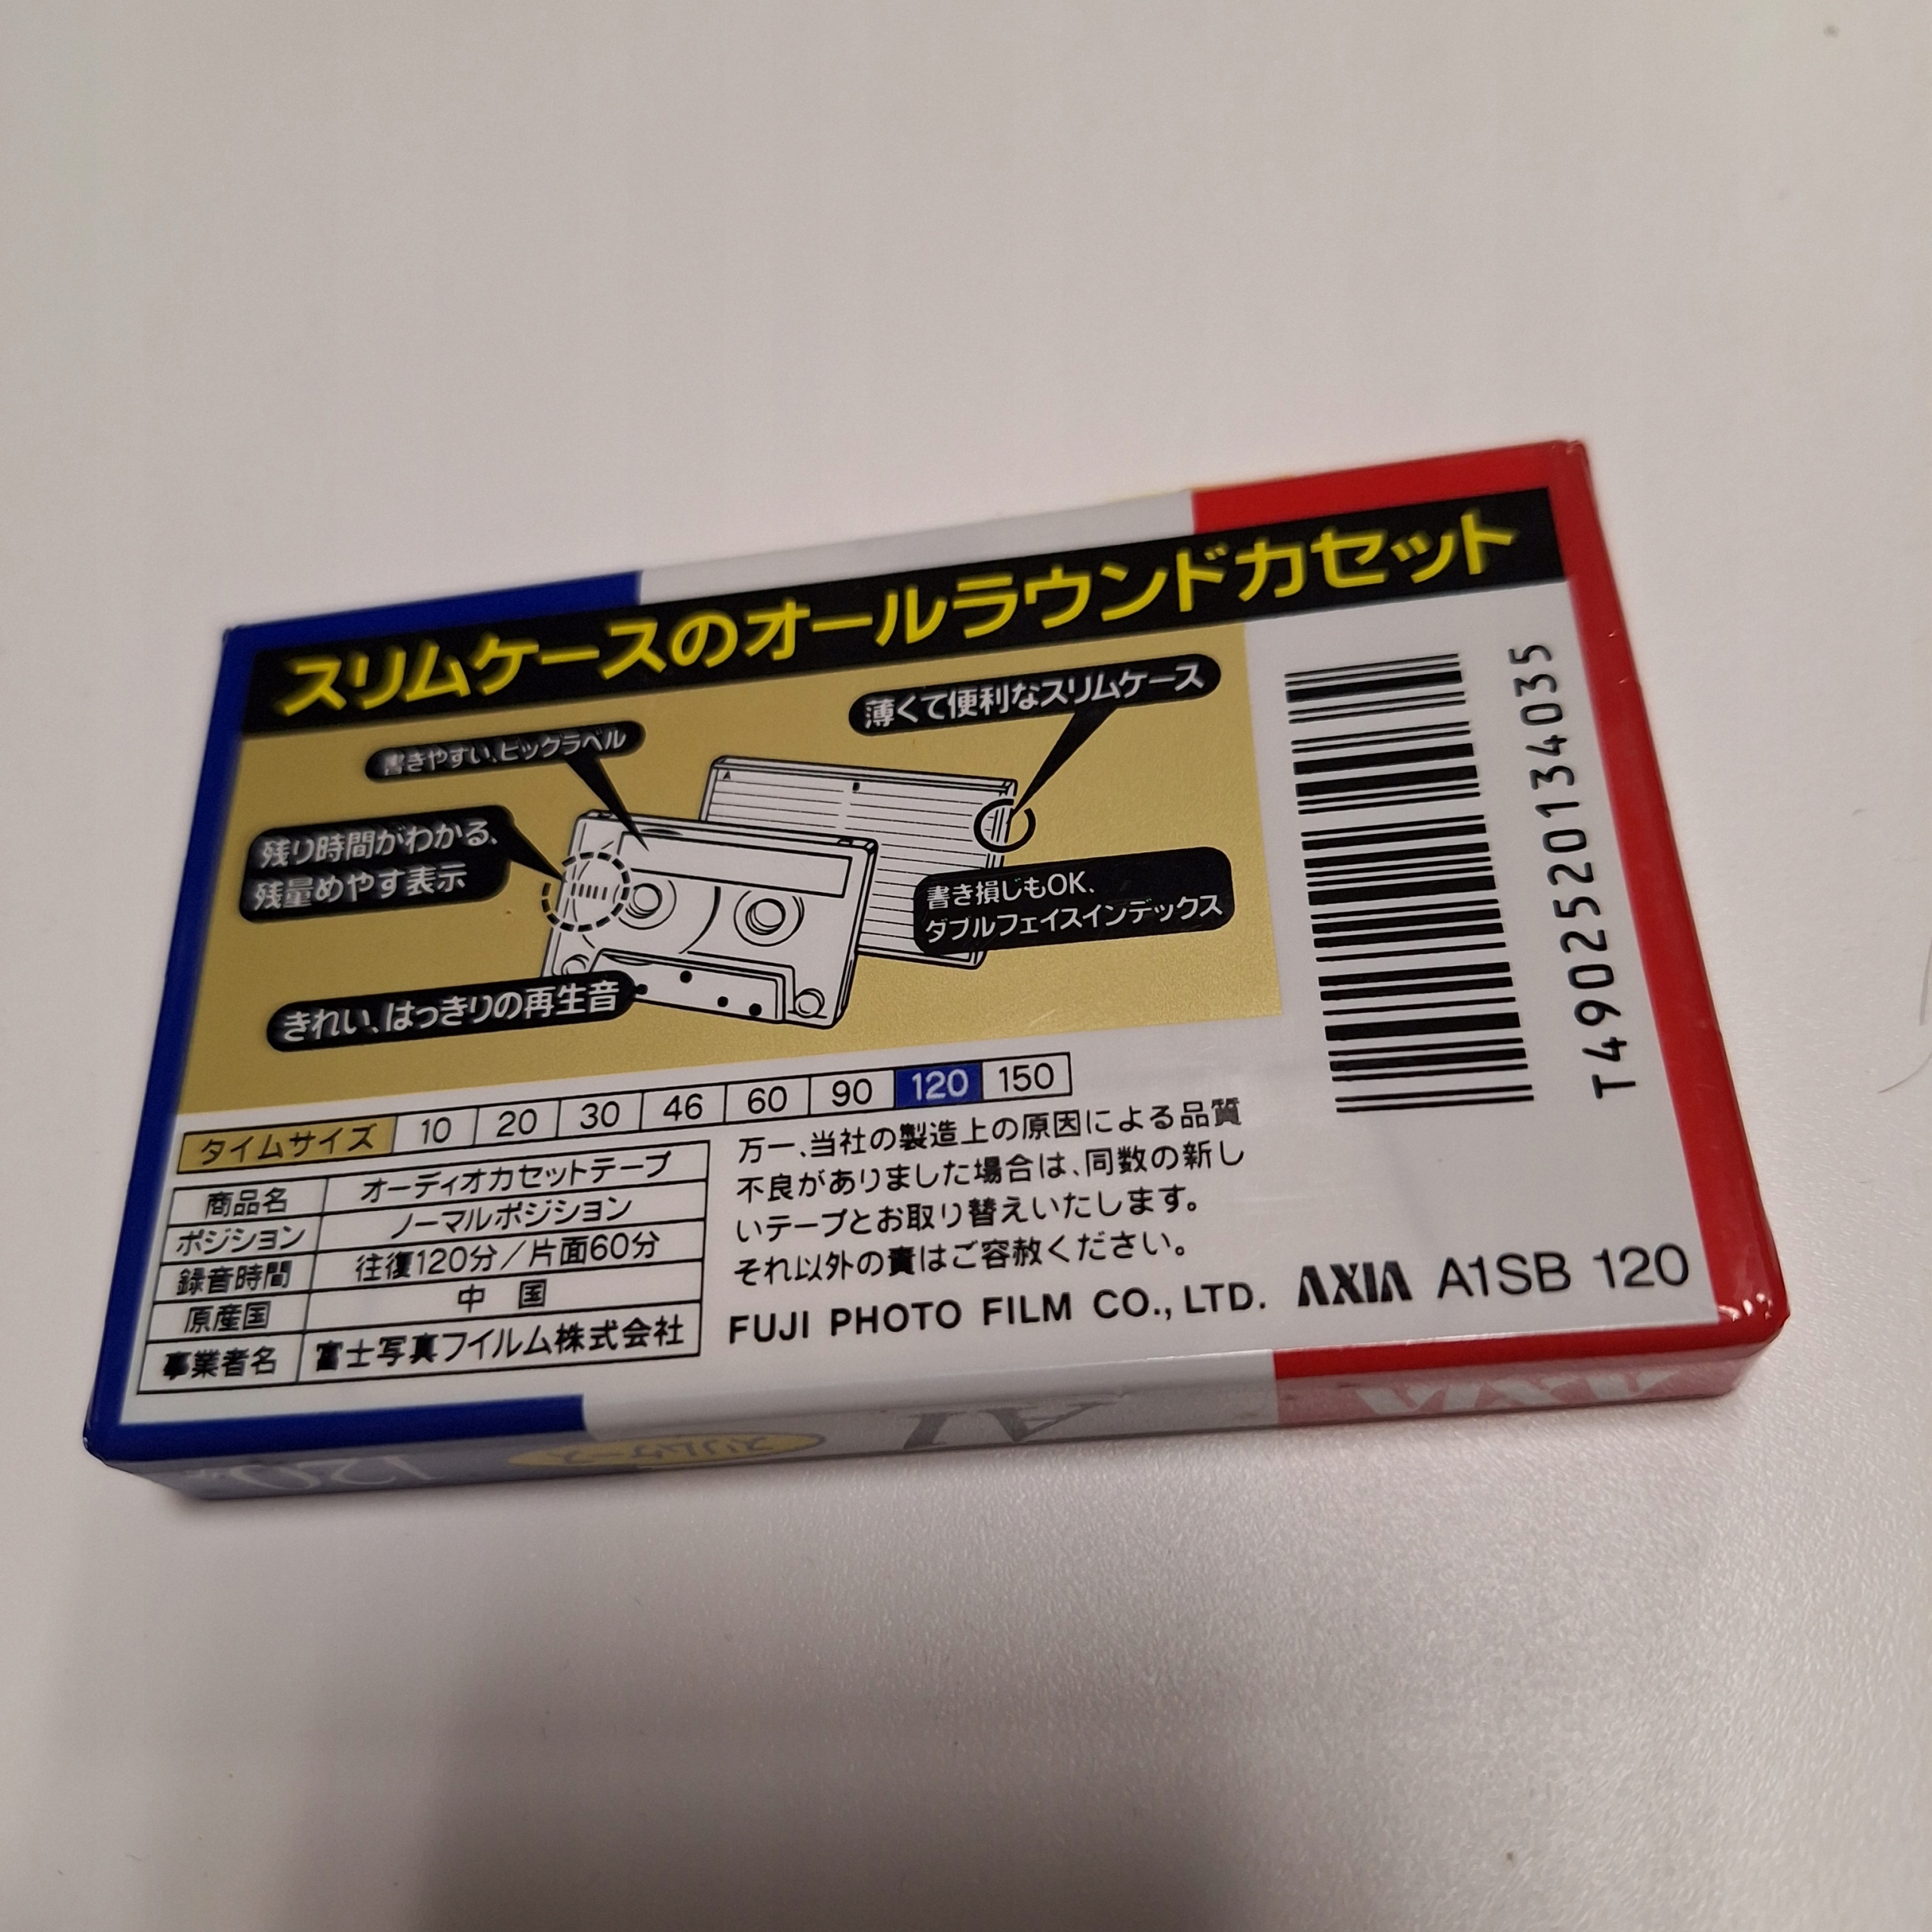 スリムケースのオールラウンドカセット
書きやすい、ビッグラベル
薄くて便利なスリムケース
残り時間がわかる、
残量めやす表示
書き損じもOK、
ダブルフェイスインデックス
きれい、はっきりの再生音
T4902520134035
タイムサイズ 10 20 30 46 60 90 120 150
商品名 オーディオカセットテープ
ポジション ノーマルポジション
録音時間 往復120分/片面60分
原産国 中国
事業者名 富士写真フイルム株式会社
万一、当社の製造上の原因による品質
不良がありました場合は、同数の新し
いテープとお取り替えいたします。
それ以外の責はご容赦ください。
FUJI PHOTO FILM CO., LTD. AXIA A1SB 120
AXIA A1 スリムケース 120